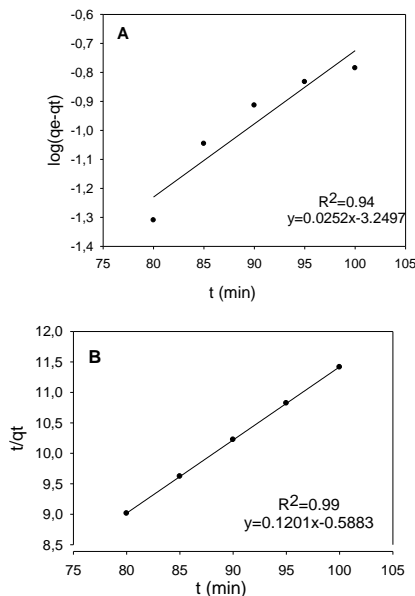 A
-0,6
-0,7
-0,8
-0,9
-1,0
-1,1
-1,2
-1,3
-1,4
log(qe-qt)
R²=0.94
y=0.0252x-3.2497
75 80 85 90 95 100 105
t (min)
B
12,0
11,5
11,0
10,5
10,0
9,5
9,0
8,5
t/qt
R²=0.99
y=0.1201x-0.5883
75 80 85 90 95 100 105
t (min)